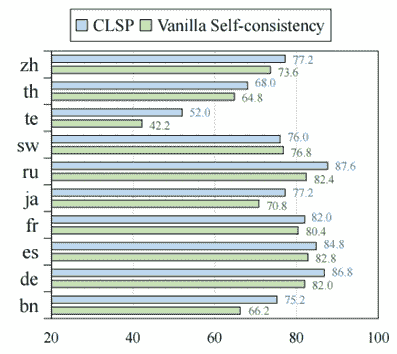 CLSP Vanilla Self-consistency
zh 77.2
73.6
th 68.0
64.8
te 52.0
42.2
sw 76.0
76.8
ru 87.6
82.4
ja 77.2
70.8
fr 82.0
80.4
es 84.8
82.8
de 86.8
82.0
bn 75.2
66.2
20 40 60 80 100